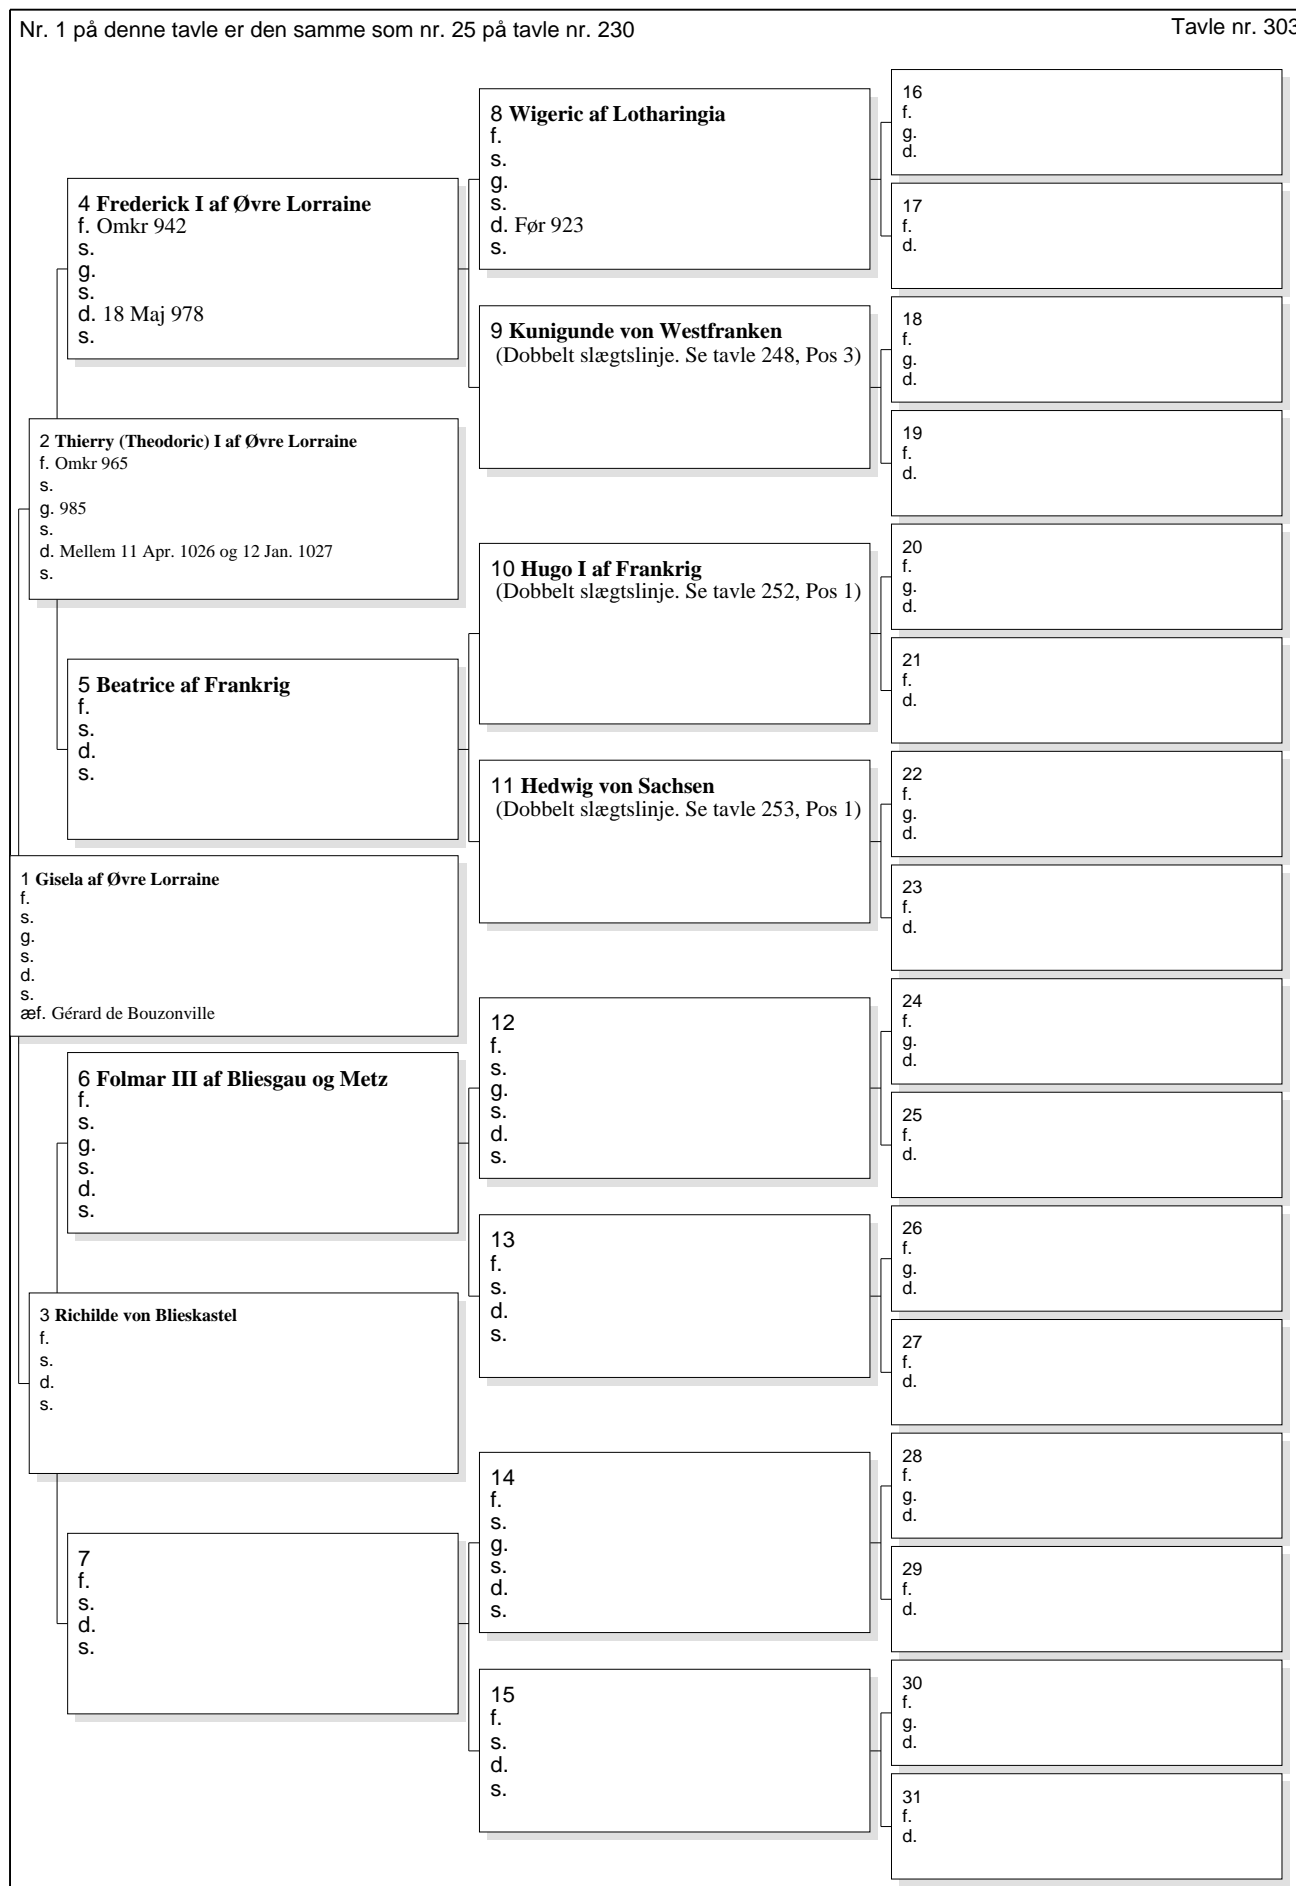 Nr. 1 på denne tavle er den samme som nr. 25 på tavle nr. 230
Tavle nr. 303
1 Gisela af Øvre Lorraine
f.
s.
g.
s.
d.
s.
æf. Gérard de Bouzonville
2 Thierry (Theodoric) I af Øvre Lorraine
f. Omkr 965
s.
g. 985
s.
d. Mellem 11 Apr. 1026 og 12 Jan. 1027
s.
3 Richilde von Blieskastel
f.
s.
d.
s.
4 Frederick I af Øvre Lorraine
f. Omkr 942
s.
g.
s.
d. 18 Maj 978
s.
5 Beatrice af Frankrig
f.
s.
d.
s.
6 Folmar III af Bliesgau og Metz
f.
s.
g.
s.
d.
s.
7
f.
s.
d.
s.
8 Wigeric af Lotharingia
f.
s.
g.
s.
d. Før 923
s.
9 Kunigunde von Westfranken
(Dobbelt slægtslinje. Se tavle 248, Pos 3)
10 Hugo I af Frankrig
(Dobbelt slægtslinje. Se tavle 252, Pos 1)
11 Hedwig von Sachsen
(Dobbelt slægtslinje. Se tavle 253, Pos 1)
12
f.
s.
g.
s.
d.
s.
13
f.
s.
d.
s.
14
f.
s.
g.
s.
d.
s.
15
f.
s.
d.
s.
16
f.
g.
d.
17
f.
d.
18
f.
g.
d.
19
f.
d.
20
f.
g.
d.
21
f.
d.
22
f.
g.
d.
23
f.
d.
24
f.
g.
d.
25
f.
d.
26
f.
g.
d.
27
f.
d.
28
f.
g.
d.
29
f.
d.
30
f.
g.
d.
31
f.
d.